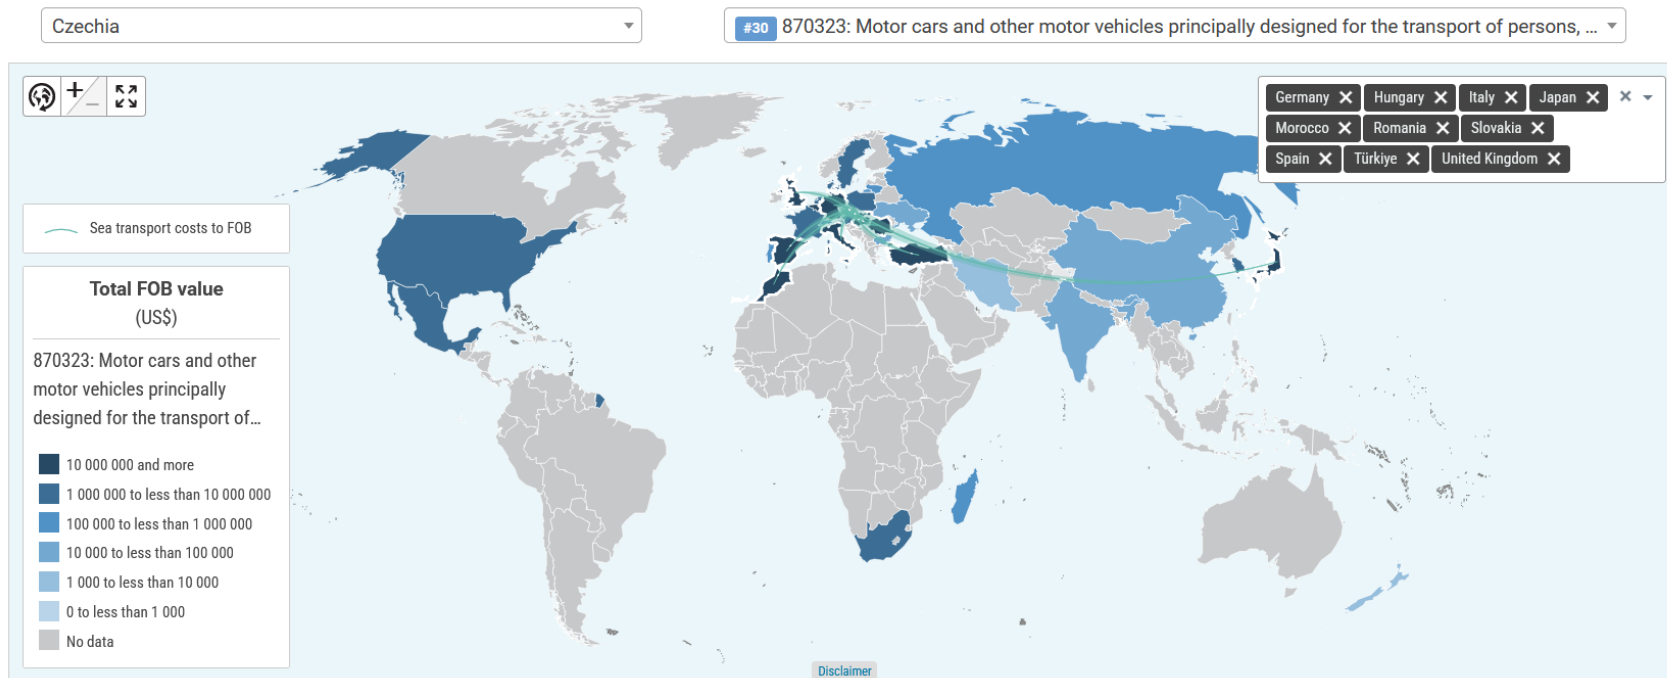 Czechia
#30 870323: Motor cars and other motor vehicles principally designed for the transport of persons, ...
Germany Hungary Italy Japan
Morocco Romania Slovakia
Spain Türkiye United Kingdom
Sea transport costs to FOB
Total FOB value
(US$)
870323: Motor cars and other
motor vehicles principally
designed for the transport of...
10 000 000 and more
1 000 000 to less than 10 000 000
100 000 to less than 1 000 000
10 000 to less than 100 000
1 000 to less than 10 000
0 to less than 1 000
No data
Disclaimer